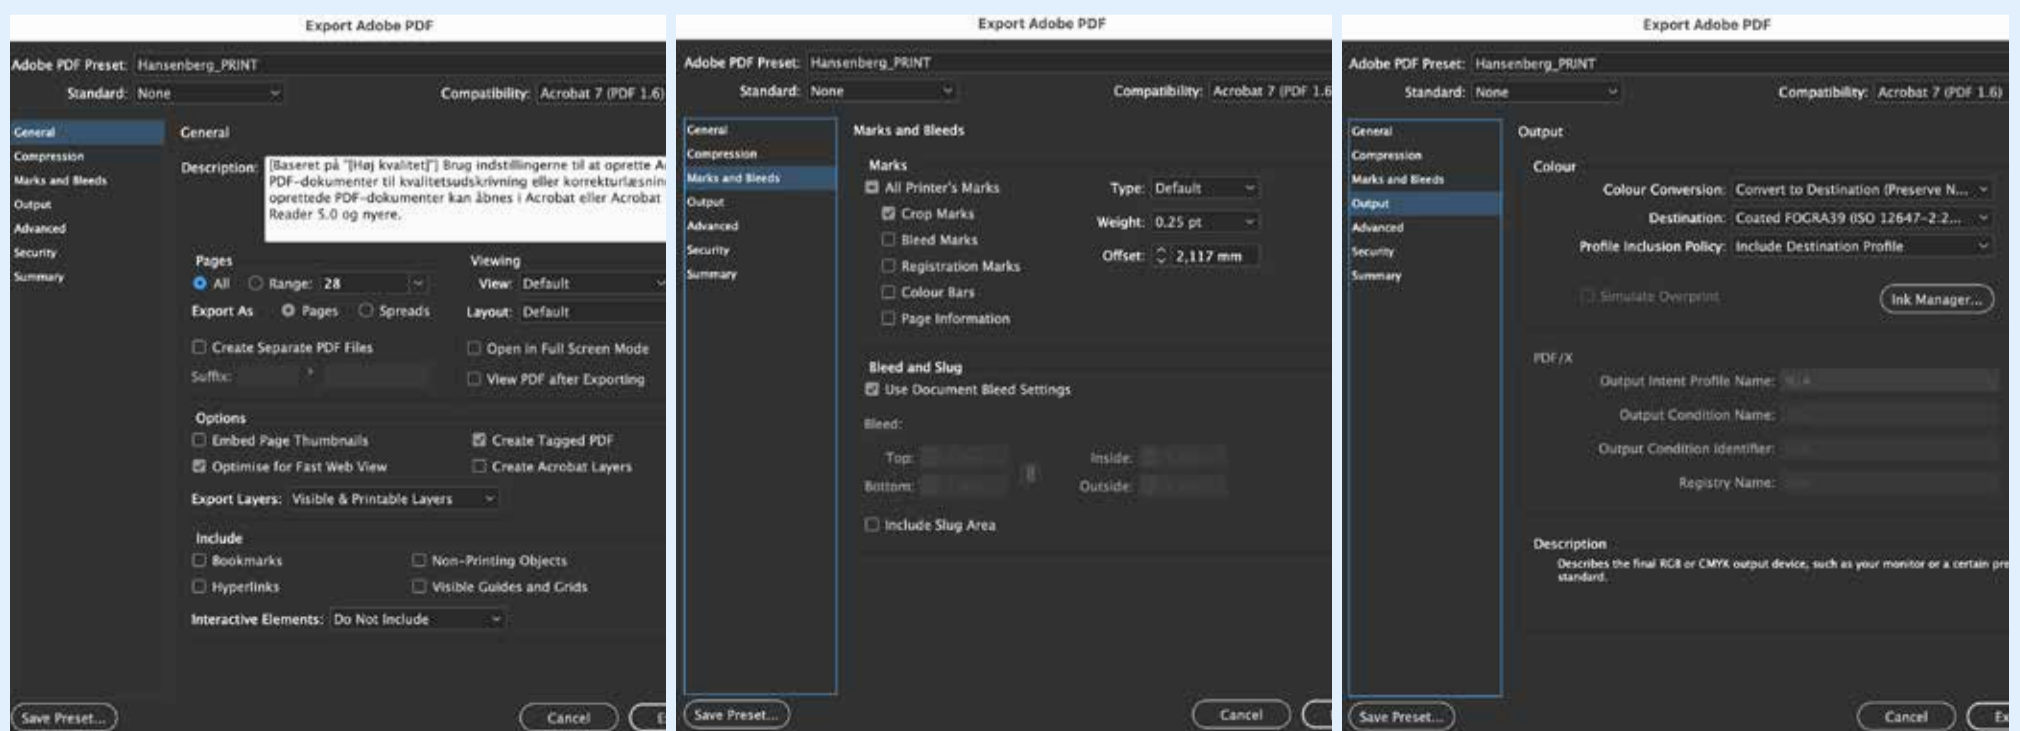 Export Adobe PDF
Adobe PDF Preset: Hansenberg_PRINT
Standard: None
Compatibility: Acrobat 7 (PDF 1.6)
General
Compression
Marks and Bleeds
Output
Advanced
Security
Summary
General
Description: [Baseret på "[Høj kvalitet]"] Brug indstillingerne til at oprette A
PDF-dokumenter til kvalitetsudskrivning eller korrekturlæsnin
oprettede PDF-dokumenter kan åbnes i Acrobat eller Acrobat
Reader 5.0 og nyere.
Pages
All Range: 28
Export As Pages Spreads
Create Separate PDF Files
Suffix:
Viewing
View: Default
Layout: Default
Open in Full Screen Mode
View PDF after Exporting
Options
Embed Page Thumbnails
Create Tagged PDF
Optimise for Fast Web View
Create Acrobat Layers
Export Layers: Visible & Printable Layers
Include
Bookmarks
Non-Printing Objects
Hyperlinks
Visible Guides and Grids
Interactive Elements: Do Not Include
Save Preset...
Cancel
E
Export Adobe PDF
Adobe PDF Preset: Hansenberg_PRINT
Standard: None
Compatibility: Acrobat 7 (PDF 1.6
General
Compression
Marks and Bleeds
Output
Advanced
Security
Summary
Marks and Bleeds
Marks
All Printer's Marks
Crop Marks
Bleed Marks
Registration Marks
Colour Bars
Page Information
Type: Default
Weight: 0.25 pt
Offset: 2,117 mm
Bleed and Slug
Use Document Bleed Settings
Bleed:
Top:
Inside:
Bottom:
Outside:
Include Slug Area
Save Preset...
Cancel
Export Adobe PDF
Adobe PDF Preset: Hansenberg_PRINT
Standard: None
Compatibility: Acrobat 7 (PDF 1.6)
General
Compression
Marks and Bleeds
Output
Advanced
Security
Summary
Output
Colour
Colour Conversion: Convert to Destination (Preserve N...
Destination: Coated FOGRA39 (ISO 12647-2:2...
Profile Inclusion Policy: Include Destination Profile
Simulate Overprint
Ink Manager...
PDF/X
Output Intent Profile Name: N/A
Output Condition Name:
Output Condition Identifier:
Registry Name:
Description
Describes the final RGB or CMYK output device, such as your monitor or a certain pre
standard.
Save Preset...
Cancel
Ex